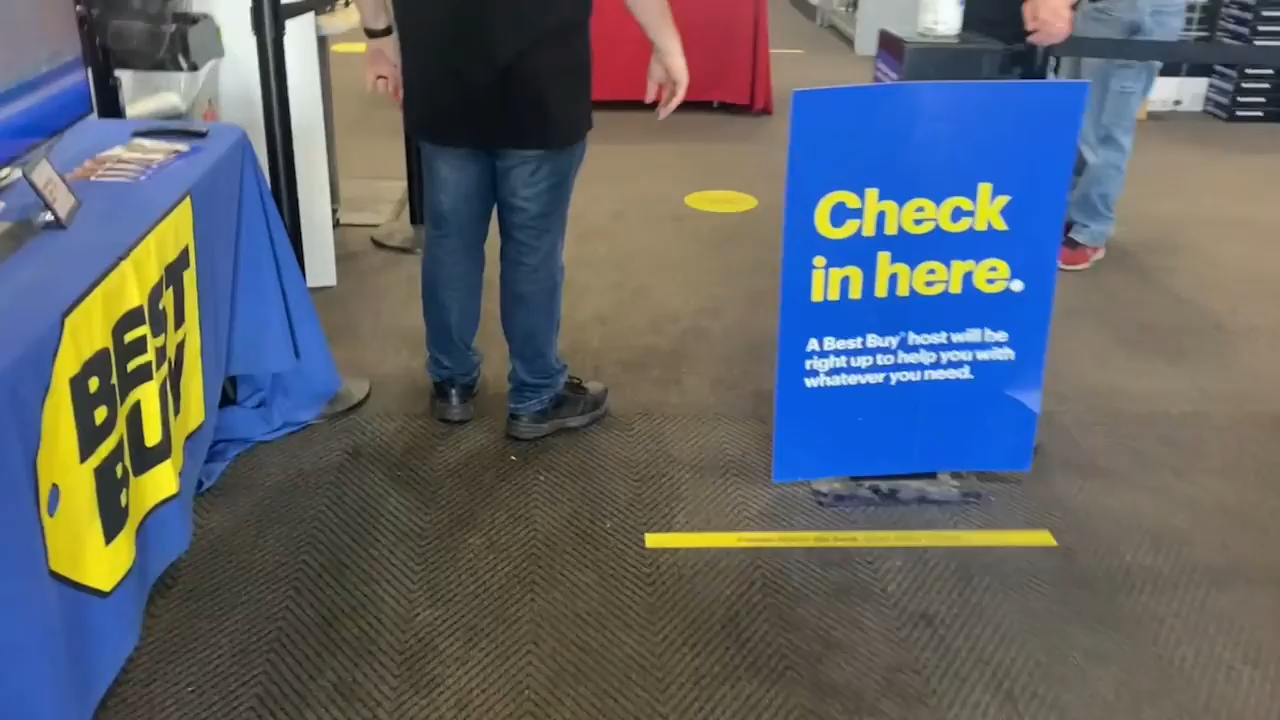 BEST
BUY
Check
in here.
A Best Buy® host will be
right up to help you with
whatever you need.